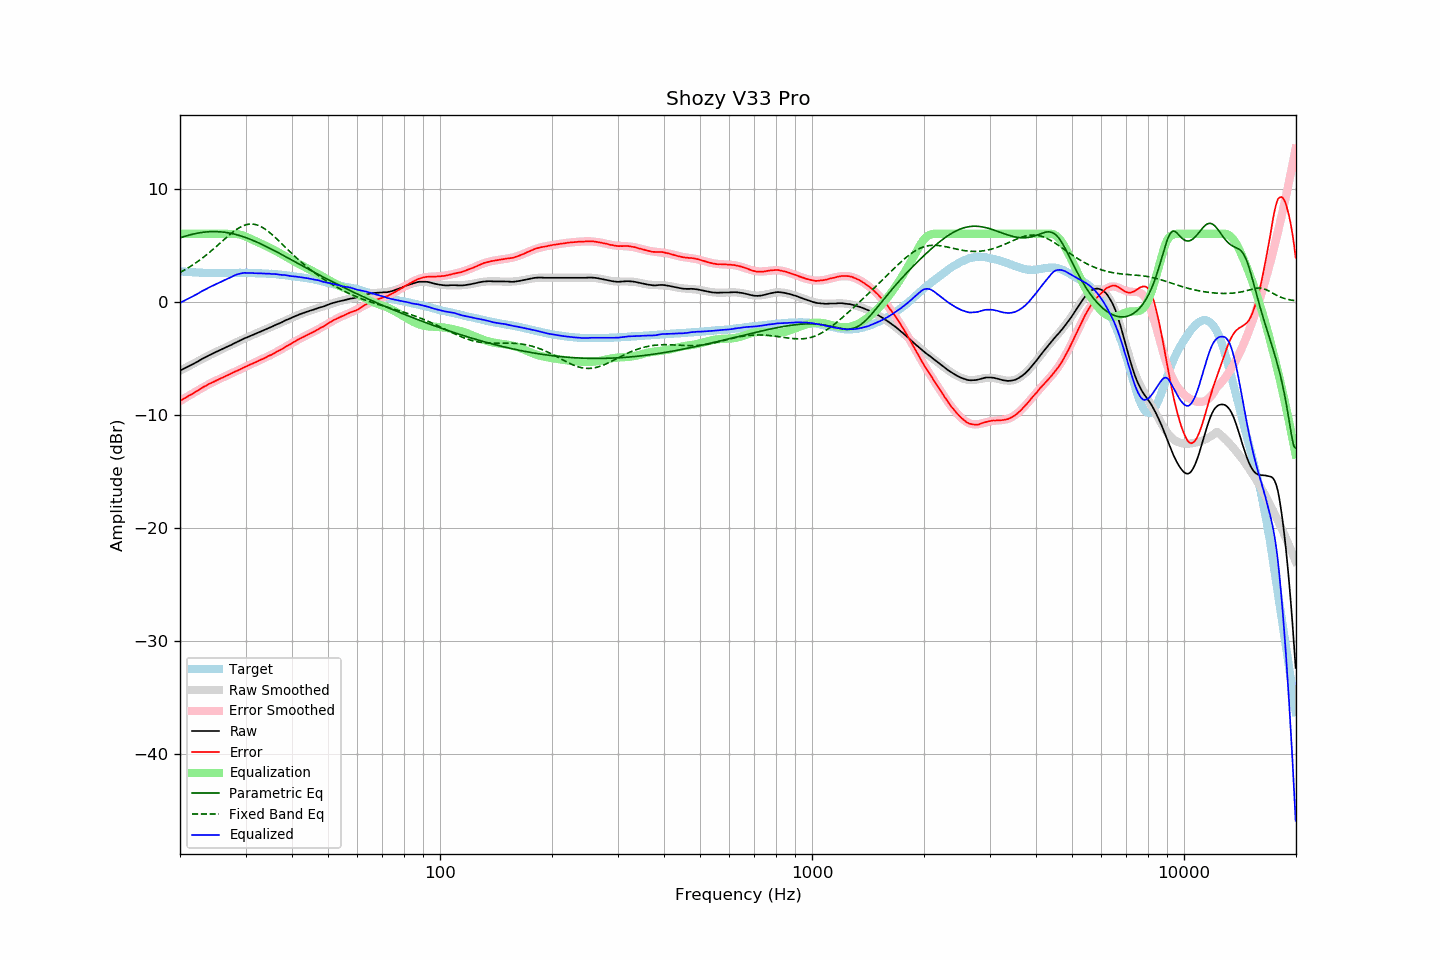 Shozy V33 Pro
Amplitude (dBr)
10
0
−10
−20
−30
−40
Target
Raw Smoothed
Error Smoothed
Raw
Error
Equalization
Parametric Eq
Fixed Band Eq
Equalized
100
1000
10000
Frequency (Hz)